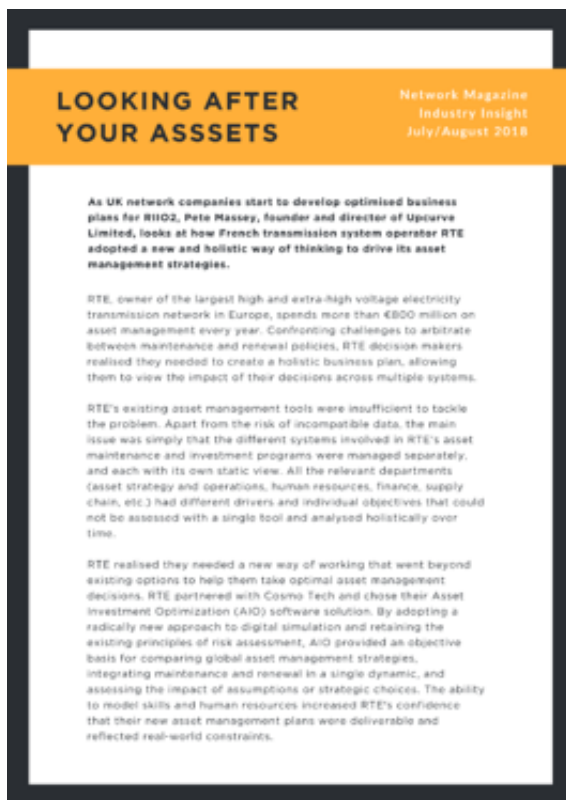 LOOKING AFTER
YOUR ASSSETS
Network Magazine
Industry Insight
July/August 2018
As UK network companies start to develop optimised business
plans for RIIO2, Pete Massey, founder and director of Upcurve
Limited, looks at how French transmission system operator RTE
adopted a new and holistic way of thinking to drive its asset
management strategies.
RTE, owner of the largest high and extra-high voltage electricity
transmission network in Europe, spends more than €800 million on
asset management every year. Confronting challenges to arbitrate
between maintenance and renewal policies, RTE decision makers
realised they needed to create a holistic business plan, allowing
them to view the impact of their decisions across multiple systems.
RTE's existing asset management tools were insufficient to tackle
the problem. Apart from the risk of incompatible data, the main
issue was simply that the different systems involved in RTE's asset
maintenance and investment programs were managed separately,
and each with its own static view. All the relevant departments
(asset strategy and operations, human resources, finance, supply
chain, etc.) had different drivers and individual objectives that could
not be assessed with a single tool and analysed holistically over
time.
RTE realised they needed a new way of working that went beyond
existing options to help them take optimal asset management
decisions. RTE partnered with Cosmo Tech and chose their Asset
Investment Optimization (AIO) software solution. By adopting a
radically new approach to digital simulation and retaining the
existing principles of risk assessment, AIO provided an objective
basis for comparing global asset management strategies,
integrating maintenance and renewal in a single dynamic, and
assessing the impact of assumptions or strategic choices. The ability
to model skills and human resources increased RTE's confidence
that their new asset management plans were deliverable and
reflected real-world constraints.